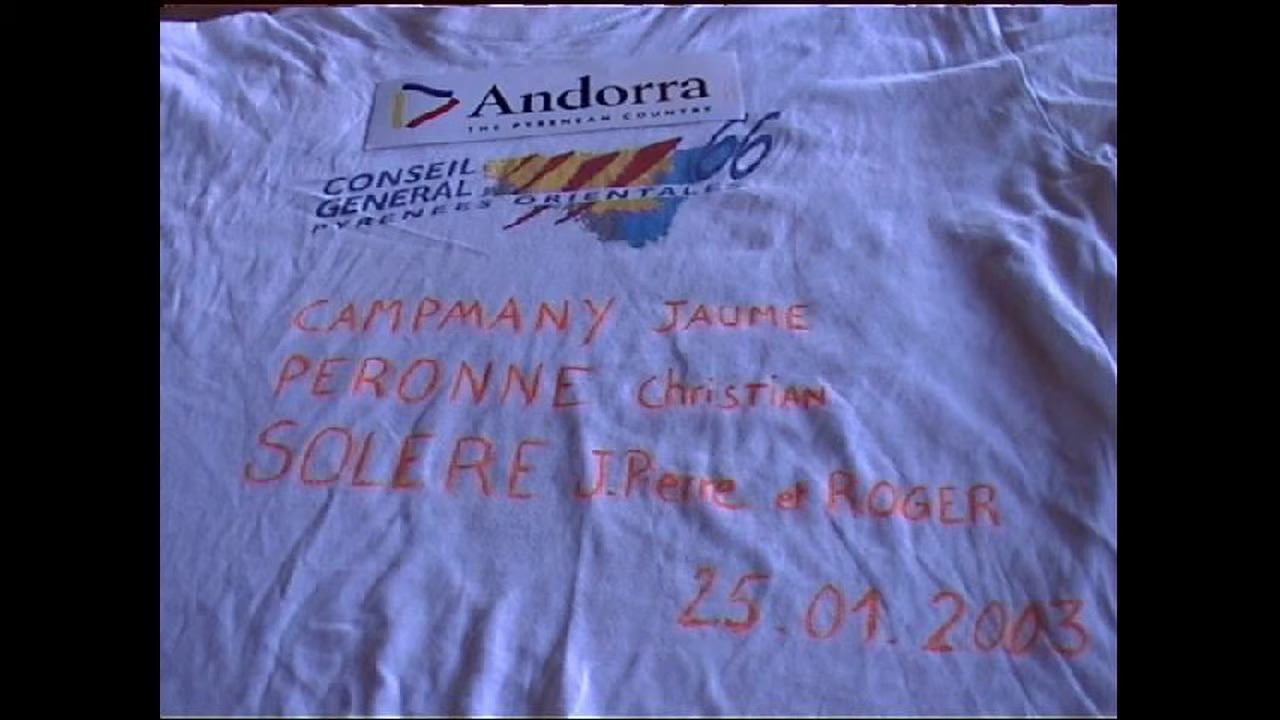 Andorra
THE PYRENEAN COUNTRY
CONSEIL 66
GENERAL
PYRENEES ORIENTALES
CAMPMANY JAUME
PERONNE Christian
SOLERE J.Pierre et ROGER
25.01.2003